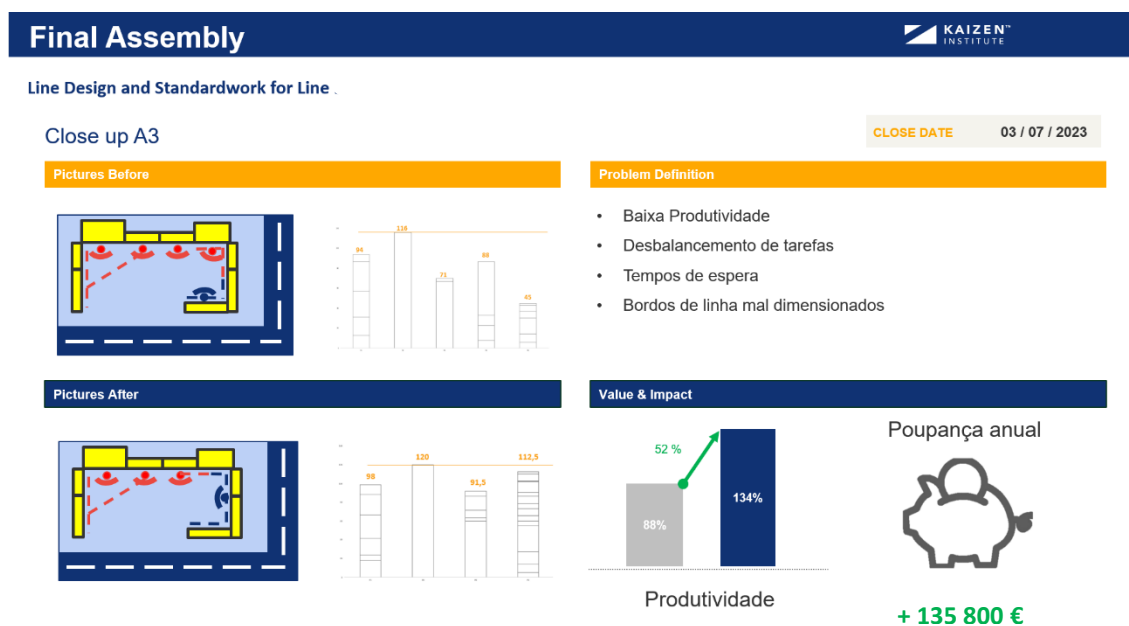 Final Assembly
KAIZEN™
INSTITUTE
Line Design and Standardwork for Line
Close up A3
CLOSE DATE 03 / 07 / 2023
Pictures Before
Problem Definition
84
116
71
88
45
• Baixa Produtividade
• Desbalancemento de tarefas
• Tempos de espera
• Bordos de linha mal dimensionados
Pictures After
Value & Impact
98
120
91,5
112,5
52 %
88%
134%
Produtividade
Poupança anual
+ 135 800 €